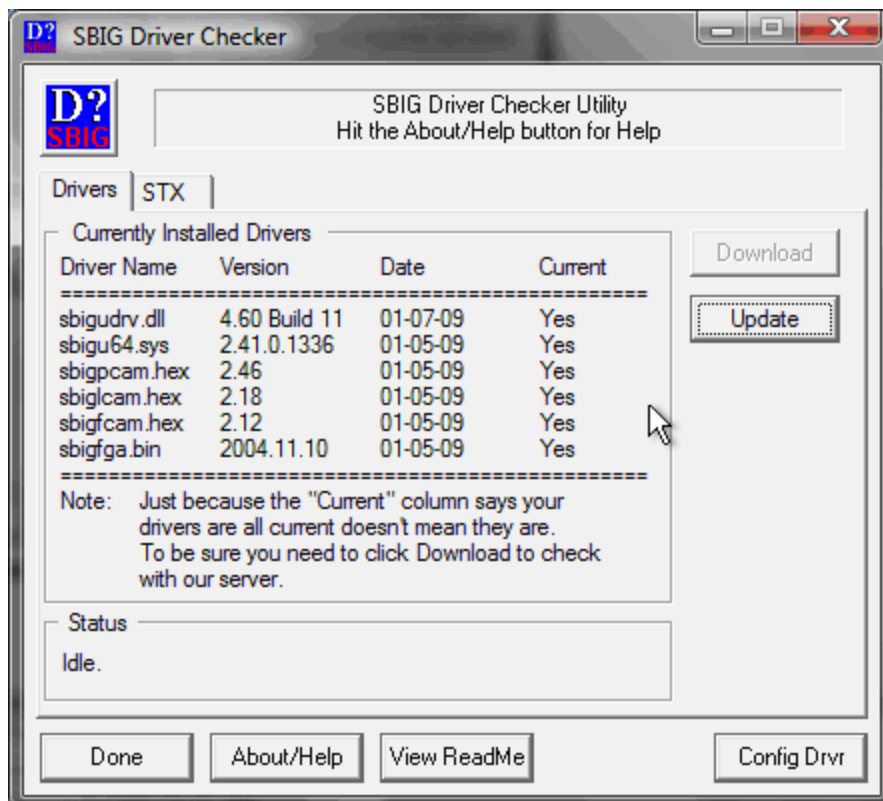 D?
SBIG
SBIG Driver Checker
D?
SBIG
SBIG Driver Checker Utility
Hit the About/Help button for Help
Drivers STX
Currently Installed Drivers
Driver Name Version Date Current
==================================================
sbigudrv.dll 4.60 Build 11 01-07-09 Yes
sbigu64.sys 2.41.0.1336 01-05-09 Yes
sbigpcam.hex 2.46 01-05-09 Yes
sbiglcam.hex 2.18 01-05-09 Yes
sbigfcam.hex 2.12 01-05-09 Yes
sbigfga.bin 2004.11.10 01-05-09 Yes
==================================================
Note: Just because the "Current" column says your
drivers are all current doesn't mean they are.
To be sure you need to click Download to check
with our server.
Download
Update
Status
Idle.
Done About/Help View ReadMe Config Drvr